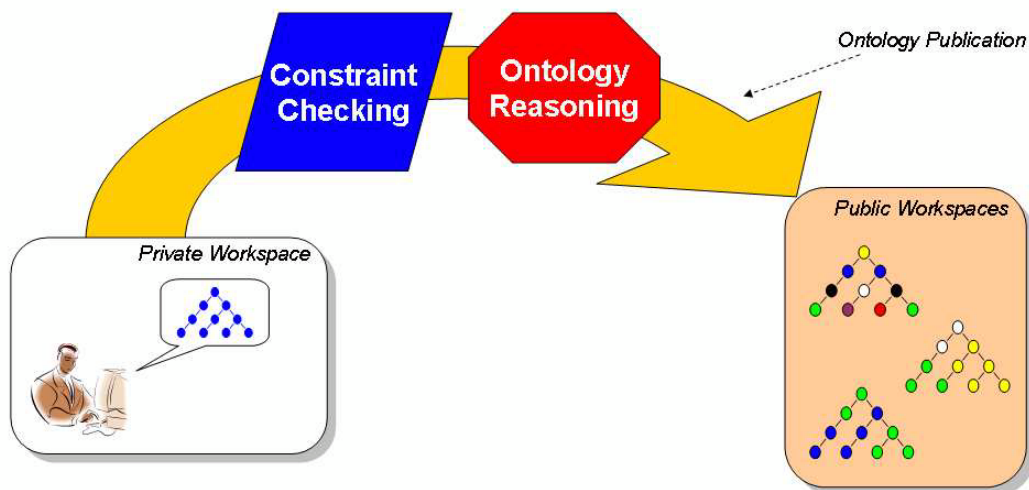 Constraint
Checking
Ontology
Reasoning
Ontology Publication
Private Workspace
Public Workspaces